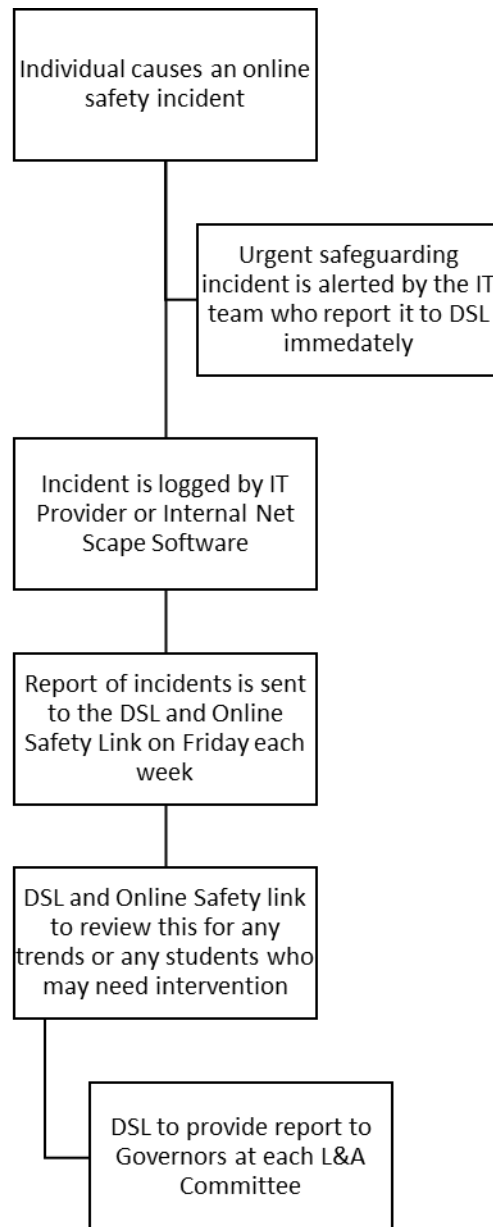 Individual causes an online
safety incident
Urgent safeguarding
incident is alerted by the IT
team who report it to DSL
immedately
Incident is logged by IT
Provider or Internal Net
Scape Software
Report of incidents is sent
to the DSL and Online
Safety Link on Friday each
week
DSL and Online Safety link
to review this for any
trends or any students who
may need intervention
DSL to provide report to
Governors at each L&A
Committee